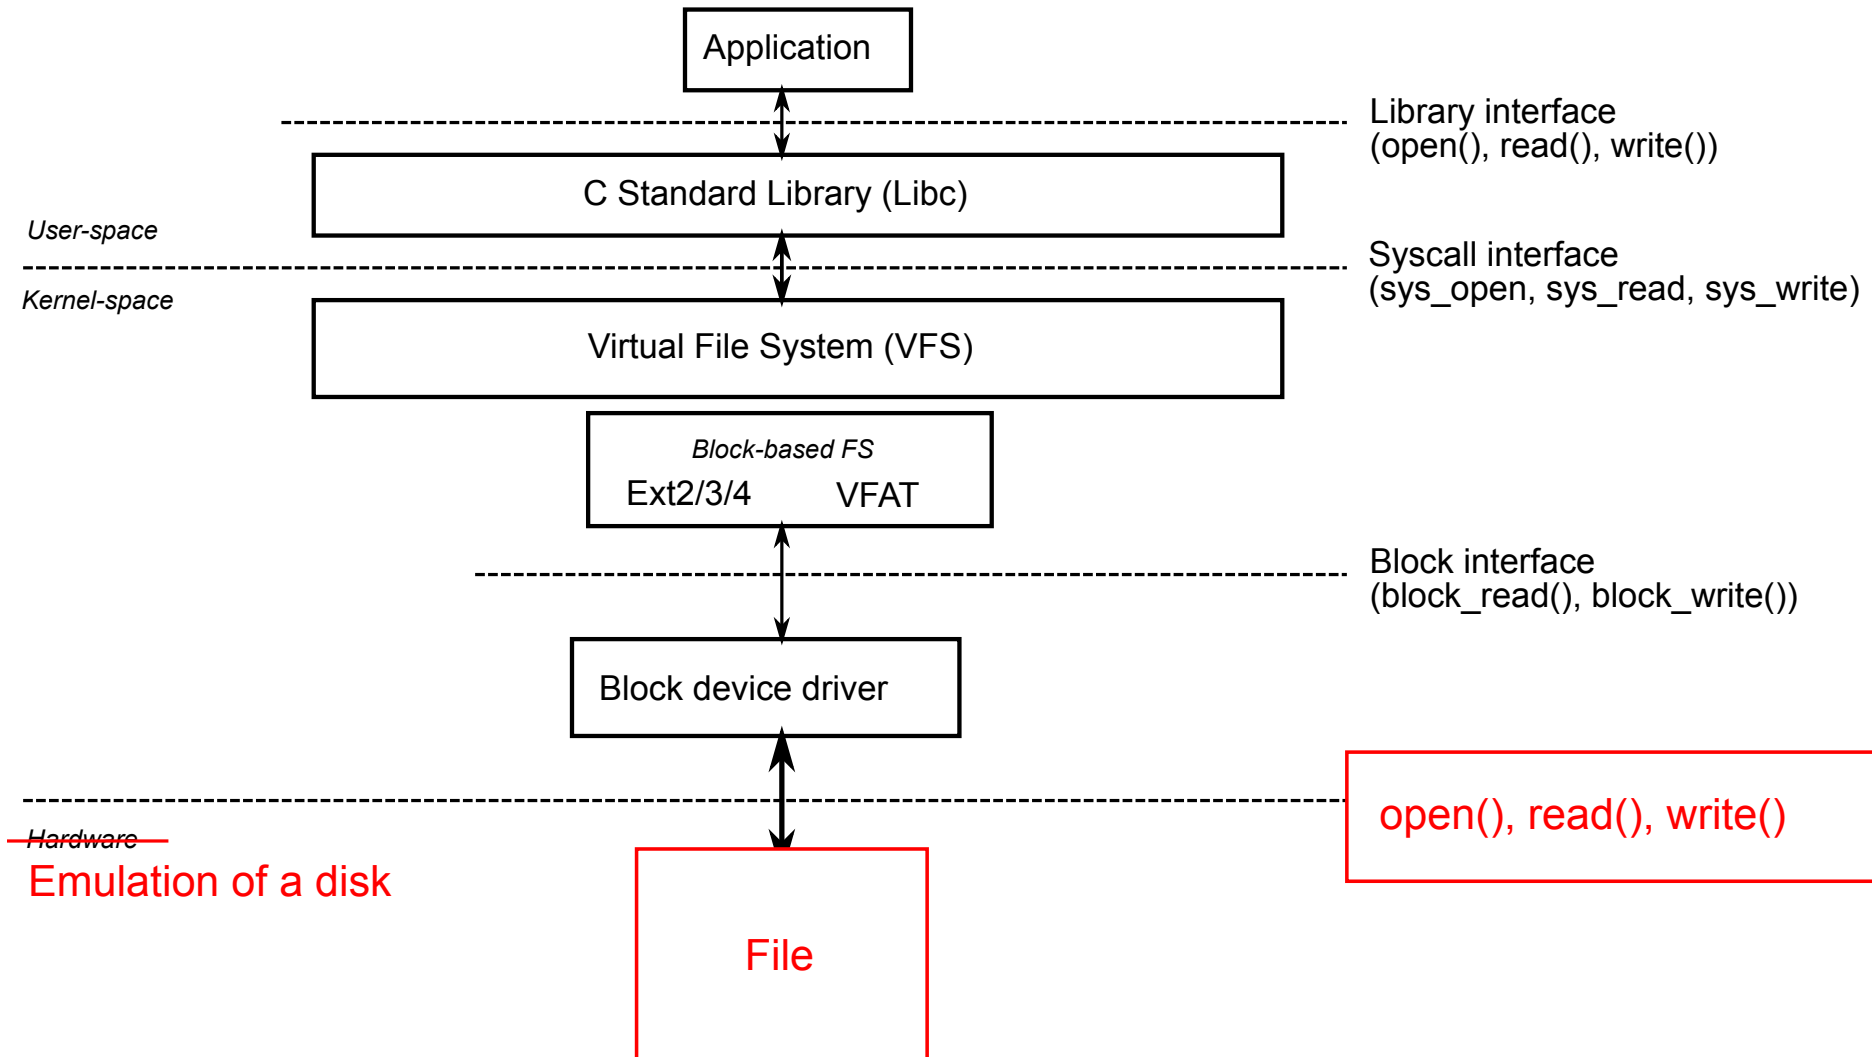 Application
Library interface
(open(), read(), write())
C Standard Library (Libc)
User-space
Syscall interface
(sys_open, sys_read, sys_write)
Kernel-space
Virtual File System (VFS)
Block-based FS
Ext2/3/4 VFAT
Block interface
(block_read(), block_write())
Block device driver
open(), read(), write()
Hardware
Emulation of a disk
File